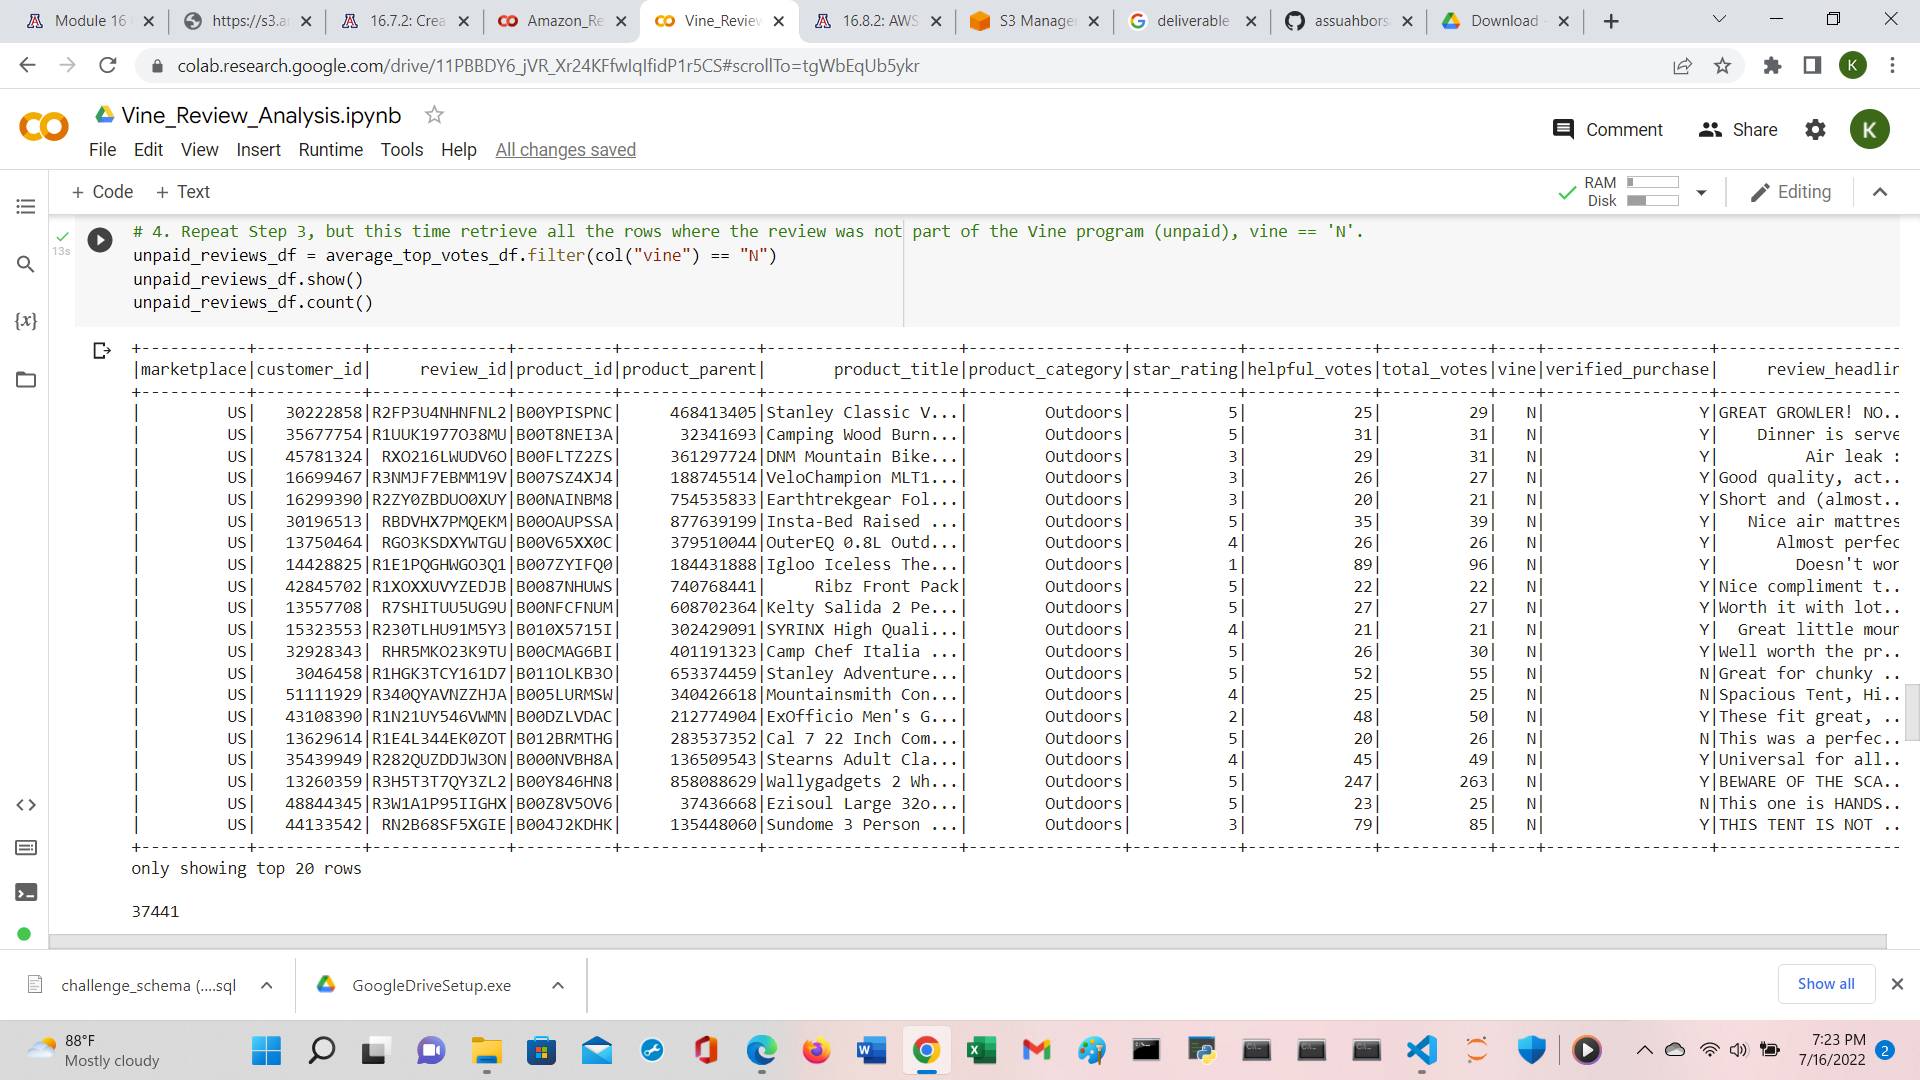 Module 16
https://s3.a
16.7.2: Crea
Amazon_Re
Vine_Review
16.8.2: AWS
S3 Manage
deliverable
assuahbors
Download
colab.research.google.com/drive/11PBBDY6_jVR_Xr24KFfwIqIfidP1r5CS#scrollTo=tgWbEqUb5ykr
K
Vine_Review_Analysis.ipynb
Comment
Share
K
File Edit View Insert Runtime Tools Help All changes saved
+ Code + Text
RAM
Disk
Editing
13s
# 4. Repeat Step 3, but this time retrieve all the rows where the review was not part of the Vine program (unpaid), vine == 'N'.
unpaid_reviews_df = average_top_votes_df.filter(col("vine") == "N")
unpaid_reviews_df.show()
unpaid_reviews_df.count()
|marketplace|customer_id| review_id|product_id|product_parent| product_title|product_category|star_rating|helpful_votes|total_votes|vine|verified_purchase| review_headlin
| US| 30222858|R2FP3U4NHNFNL2|B00YPISPNC| 468413405|Stanley Classic V...| Outdoors| 5| 25| 29| N| Y|GREAT GROWLER! NO...
| US| 35677754|R1UUK1977O38MU|B00T8NEI3A| 32341693|Camping Wood Burn...| Outdoors| 5| 31| 31| N| Y| Dinner is serve
| US| 45781324| RXO216LWUDV6O|B00FLTZ2ZS| 361297724|DNM Mountain Bike...| Outdoors| 3| 29| 31| N| Y| Air leak :
| US| 16699467|R3NMJF7EBMM19V|B007SZ4XJ4| 188745514|VeloChampion MLT1...| Outdoors| 3| 26| 27| N| Y|Good quality, act...
| US| 16299390|R2ZY0ZBDUO0XUY|B00NAINBM8| 754535833|Earthtrekgear Fol...| Outdoors| 3| 20| 21| N| Y|Short and (almost...
| US| 30196513| RBDVHX7PMQEKM|B00OAUPSSA| 877639199|Insta-Bed Raised ...| Outdoors| 5| 35| 39| N| Y| Nice air mattres
| US| 13750464| RGO3KSDXYWTGU|B00V65XX0C| 379510044|OuterEQ 0.8L Outd...| Outdoors| 4| 26| 26| N| Y| Almost perfec
| US| 14428825|R1E1PQGHWGO3Q1|B007ZYIFQ0| 184431888|Igloo Iceless The...| Outdoors| 1| 89| 96| N| Y| Doesn't wor
| US| 42845702|R1XOXXUVYZEDJB|B0087NHUWS| 740768441| Ribz Front Pack| Outdoors| 5| 22| 22| N| Y|Nice compliment t...
| US| 13557708| R7SHITUU5UG9U|B00NFCFNUM| 608702364|Kelty Salida 2 Pe...| Outdoors| 5| 27| 27| N| Y|Worth it with lot...
| US| 15323553|R230TLHU91M5Y3|B010X5715I| 302429091|SYRINX High Quali...| Outdoors| 4| 21| 21| N| Y| Great little moun
| US| 32928343| RHR5MKO23K9TU|B00CMAG6BI| 401191323|Camp Chef Italia ...| Outdoors| 5| 26| 30| N| Y|Well worth the pr...
| US| 3046458|R1HGK3TCY161D7|B011OLKB3O| 653374459|Stanley Adventure...| Outdoors| 5| 52| 55| N| N|Great for chunky ...
| US| 51111929|R340QYAVNZZHJA|B005LURMSW| 340426618|Mountainsmith Con...| Outdoors| 4| 25| 25| N| N|Spacious Tent, Hi...
| US| 43108390|R1N21UY546VWMN|B00DZLVDAC| 212774904|ExOfficio Men's G...| Outdoors| 2| 48| 50| N| Y|These fit great, ...
| US| 13629614|R1E4L344EK0ZOT|B012BRMTHG| 283537352|Cal 7 22 Inch Com...| Outdoors| 5| 20| 26| N| N|This was a perfec...
| US| 35439949|R282QUZDDJW3ON|B000NVBH8A| 136509543|Stearns Adult Cla...| Outdoors| 4| 45| 49| N| Y|Universal for all...
| US| 13260359|R3H5T3T7QY3ZL2|B00Y846HN8| 858088629|Wallygadgets 2 Wh...| Outdoors| 5| 247| 263| N| Y|BEWARE OF THE SCA...
| US| 48844345|R3W1A1P95IIGHX|B00Z8V5OV6| 37436668|Ezisoul Large 32o...| Outdoors| 5| 23| 25| N| N|This one is HANDS...
| US| 44133542| RN2B68SF5XGIE|B004J2KDHK| 135448060|Sundome 3 Person ...| Outdoors| 3| 79| 85| N| Y|THIS TENT IS NOT ...
only showing top 20 rows
37441
challenge_schema (....sql
GoogleDriveSetup.exe
Show all
88°F
Mostly cloudy
7:23 PM
7/16/2022
2